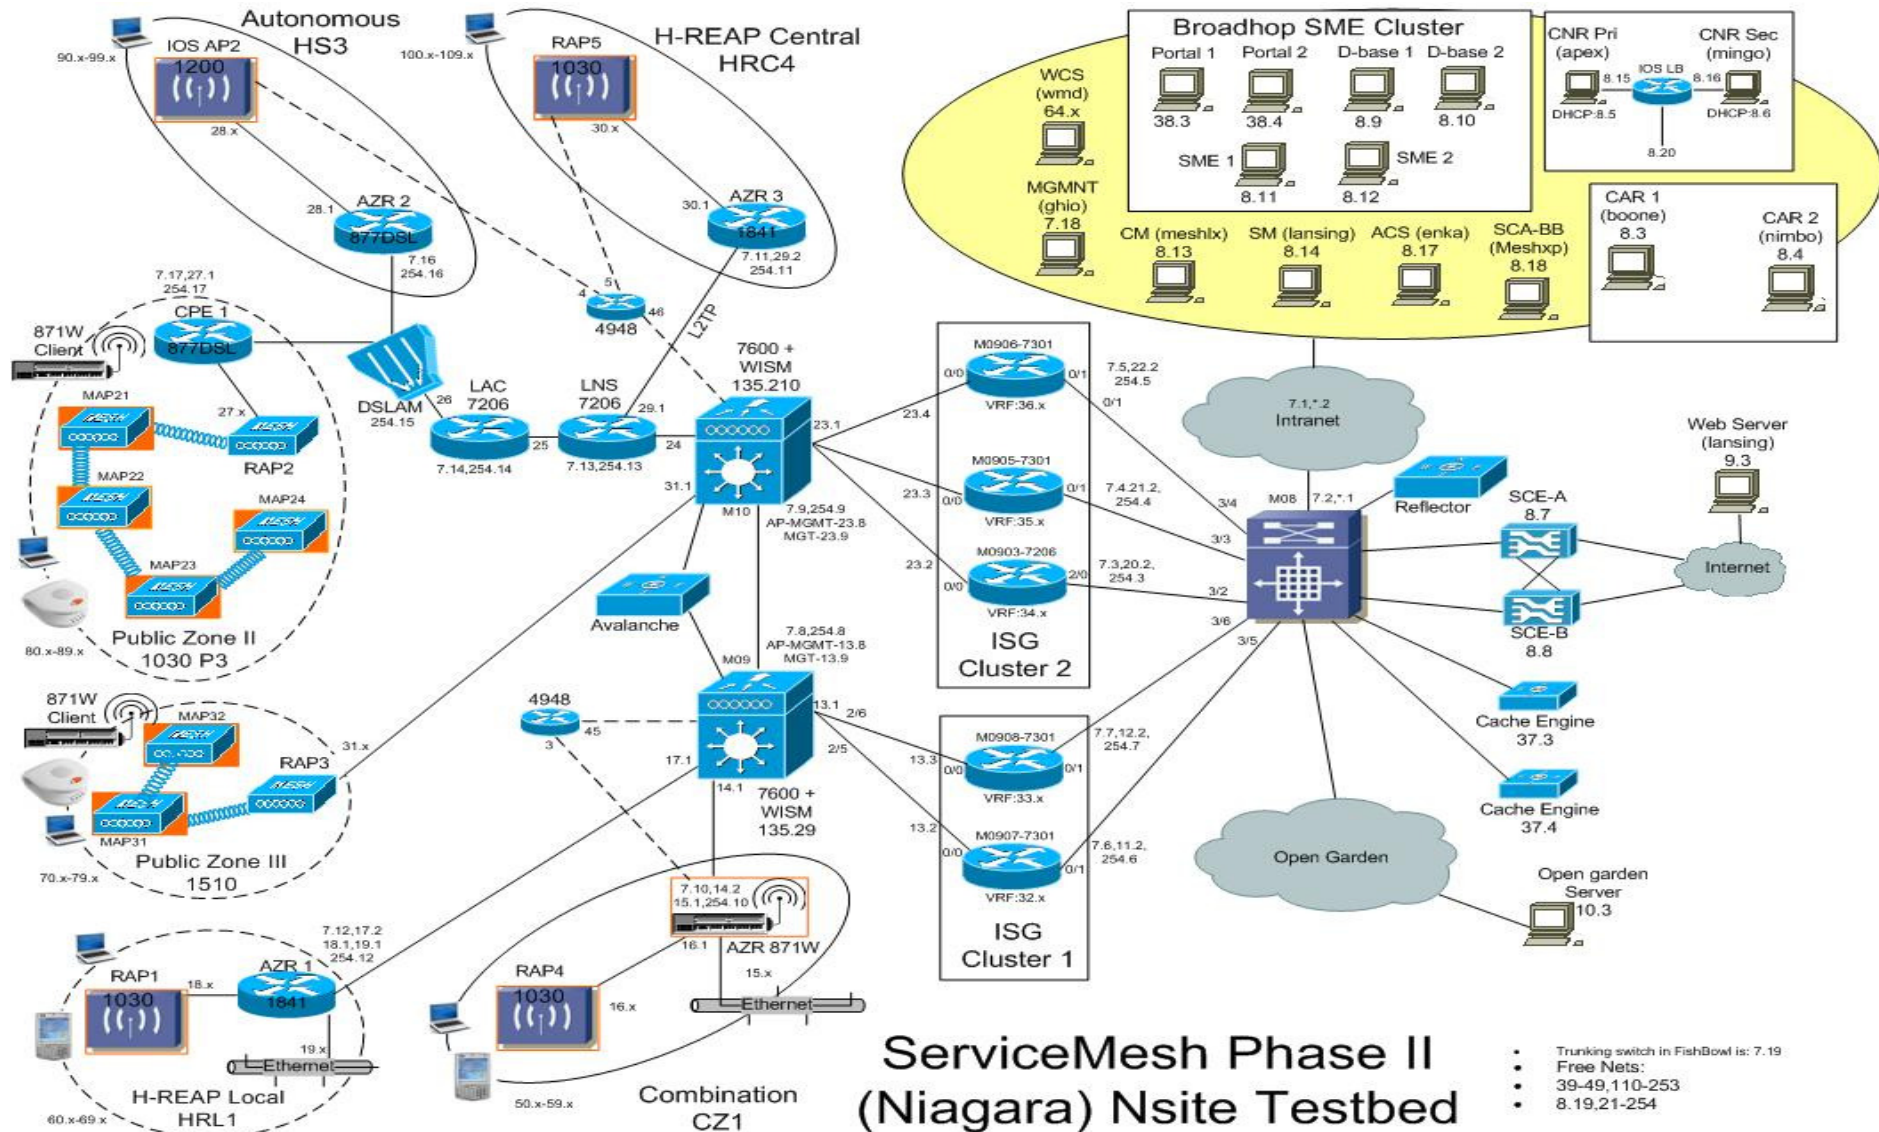 Autonomous
HS3
IOS AP2
1200
90.x-99.x
28.x
AZR 2
28.1
877DSL
7.16
254.16
RAP5
1030
100.x-109.x
H-REAP Central
HRC4
30.x
AZR 3
30.1
1841
7.11,29.2
254.11
L2TP
5
4
46
4948
7.17,27.1
254.17
CPE 1
877DSL
871W
Client
MAP21
27.x
RAP2
MAP22
MAP24
MAP23
Public Zone II
1030 P3
80.x-89.x
DSLAM
254.15
26
LAC
7206
25
7.14,254.14
LNS
7206
29.1
24
7.13,254.13
7600 +
WISM
135.210
23.1
31.1
M10
7.9,254.9
AP-MGMT-23.8
MGT-23.9
Avalanche
7.8,254.8
AP-MGMT-13.8
MGT-13.9
M09
13.1
2/6
2/5
17.1
14.1
7600 +
WISM
135.29
4948
45
3
871W
Client
MAP32
31.x
RAP3
MAP31
Public Zone III
1510
70.x-79.x
7.12,17.2
18.1,19.1
254.12
RAP1
1030
18.x
AZR 1
1841
19.x
Ethernet
H-REAP Local
HRL1
60.x-69.x
7.10,14.2
15.1,254.10
AZR 871W
16.1
15.x
RAP4
1030
16.x
Ethernet
50.x-59.x
Combination
CZ1
M0906-7301
0/0
0/1
VRF:36.x
23.4
7.5,22.2
254.5
0/1
M0905-7301
23.3
0/0
0/1
VRF:35.x
7.4.21.2,
254.4
M0903-7206
23.2
0/0
2/0
VRF:34.x
7.3,20.2,
254.3
ISG
Cluster 2
M0908-7301
13.3
0/0
0/1
VRF:33.x
7.7,12.2,
254.7
M0907-7301
13.2
0/0
0/1
VRF:32.x
7.6,11.2,
254.6
ISG
Cluster 1
Broadhop SME Cluster
Portal 1
Portal 2
D-base 1
D-base 2
38.3
38.4
8.9
8.10
SME 1
SME 2
8.11
8.12
WCS
(wmd)
64.x
MGMNT
(ghio)
7.18
CM (meshlx)
8.13
SM (lansing)
8.14
ACS (enka)
8.17
SCA-BB
(Meshxp)
8.18
CNR Pri
(apex)
CNR Sec
(mingo)
IOS LB
8.15
8.16
DHCP:8.5
DHCP:8.6
8.20
CAR 1
(boone)
8.3
CAR 2
(nimbo)
8.4
7.1,*.2
Intranet
M08
7.2,*.1
3/4
3/3
3/2
3/6
3/5
Reflector
SCE-A
8.7
SCE-B
8.8
Web Server
(lansing)
9.3
Internet
Cache Engine
37.3
Cache Engine
37.4
Open Garden
Open garden
Server
10.3
ServiceMesh Phase II
(Niagara) Nsite Testbed
• Trunking switch in FishBowl is: 7.19
• Free Nets:
• 39-49,110-253
• 8.19,21-254